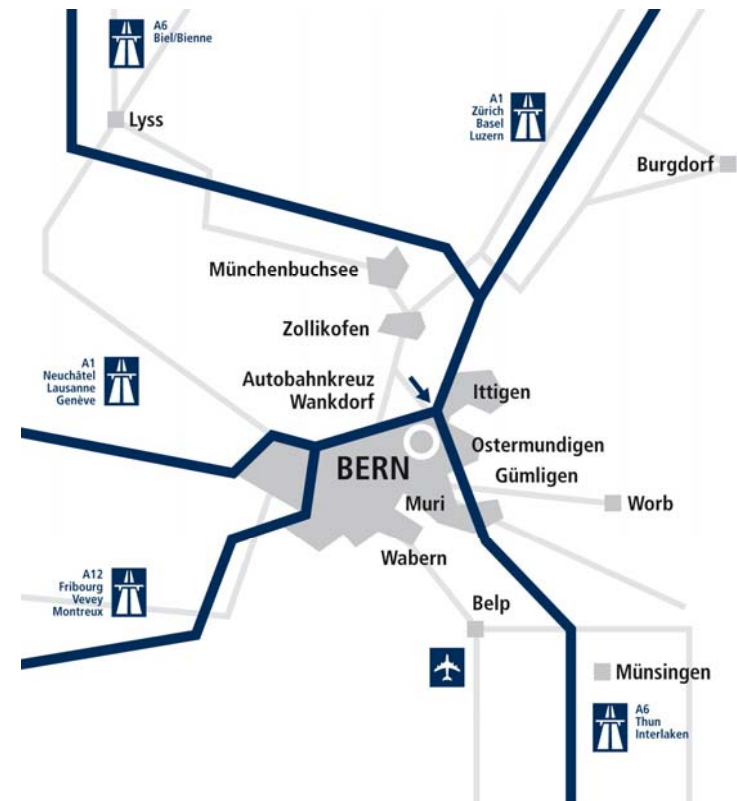 A6
Biel/Bienne
Lyss
A1
Zürich
Basel
Luzern
Burgdorf
Münchenbuchsee
Zollikofen
A1
Neuchâtel
Lausanne
Genève
Autobahnkreuz
Wankdorf
Ittigen
Ostermundigen
BERN
Gümligen
Muri
Worb
Wabern
A12
Fribourg
Vevey
Montreux
Belp
Münsingen
A6
Thun
Interlaken